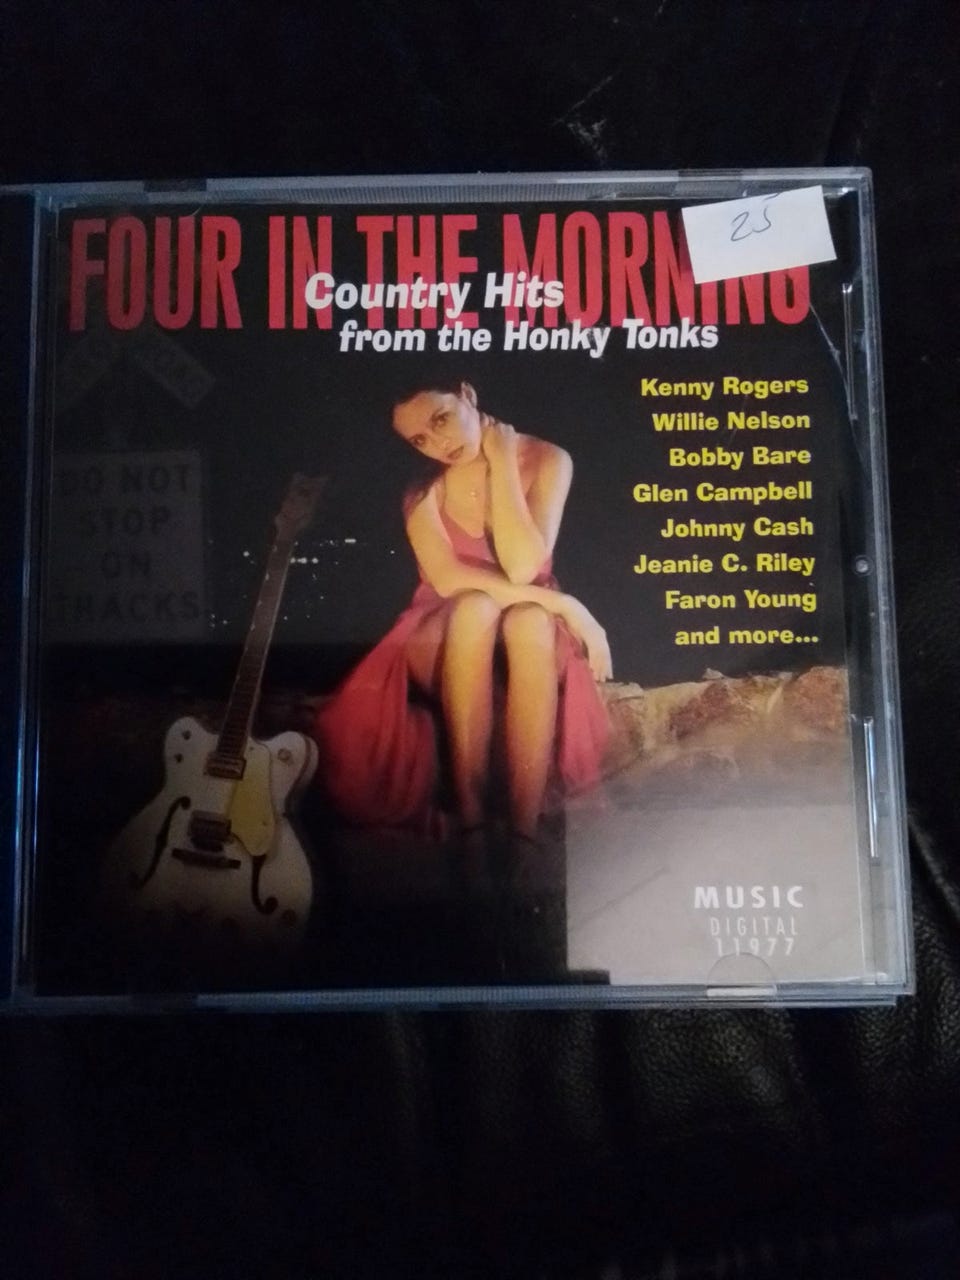 FOUR IN THE MORNING
25
Country Hits
from the Honky Tonks
Kenny Rogers
Willie Nelson
Bobby Bare
Glen Campbell
Johnny Cash
Jeanie C. Riley
Faron Young
and more...
DO NOT
STOP
ON
TRACKS
MUSIC
DIGITAL
11977